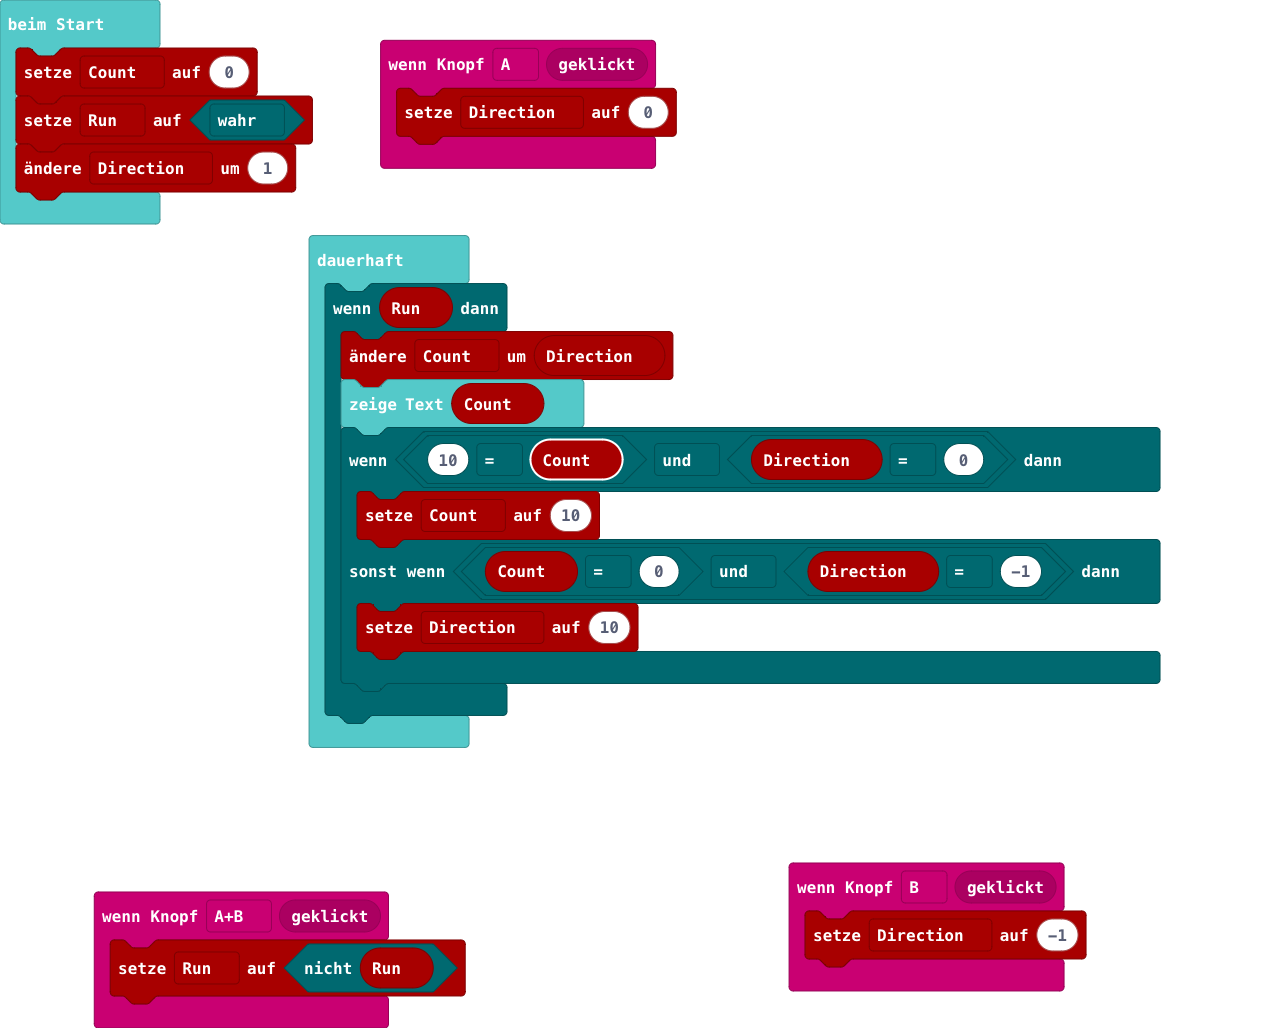 beim Start
setze Count auf 0
setze Run auf wahr
ändere Direction um 1
wenn Knopf A geklickt
setze Direction auf 0
dauerhaft
wenn Run dann
ändere Count um Direction
zeige Text Count
wenn 10 = Count und Direction = 0 dann
setze Count auf 10
sonst wenn Count = 0 und Direction = -1 dann
setze Direction auf 10
wenn Knopf A+B geklickt
setze Run auf nicht Run
wenn Knopf B geklickt
setze Direction auf -1